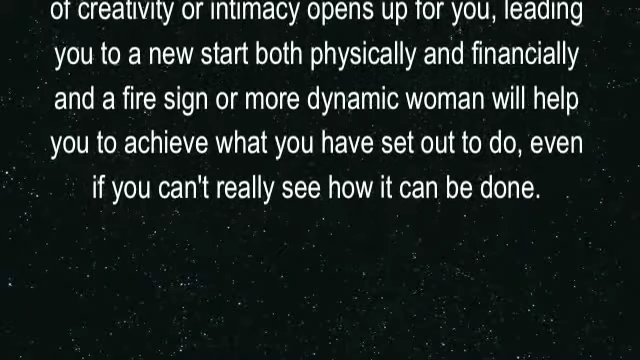 of creativity or intimacy opens up for you, leading
you to a new start both physically and financially
and a fire sign or more dynamic woman will help
you to achieve what you have set out to do, even
if you can't really see how it can be done.